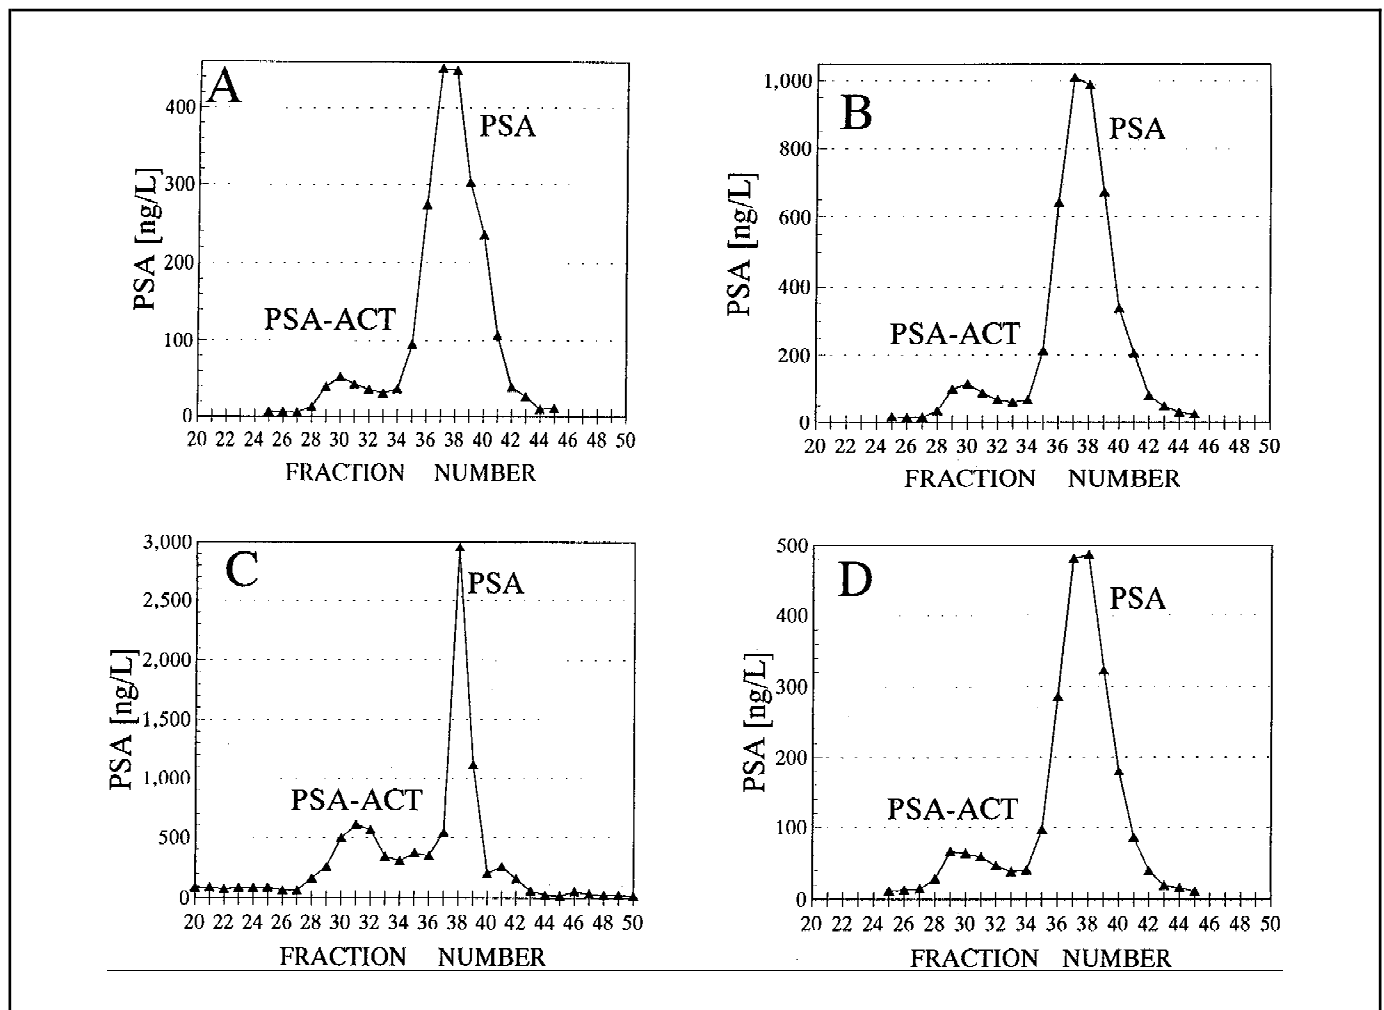 A
PSA
PSA-ACT
PSA [ng/L]
400
300
200
100
0
20 22 24 26 28 30 32 34 36 38 40 42 44 46 48 50
FRACTION NUMBER
B
PSA
PSA-ACT
PSA [ng/L]
1,000
800
600
400
200
0
20 22 24 26 28 30 32 34 36 38 40 42 44 46 48 50
FRACTION NUMBER
C
PSA
PSA-ACT
PSA [ng/L]
3,000
2,500
2,000
1,500
1,000
500
0
20 22 24 26 28 30 32 34 36 38 40 42 44 46 48 50
FRACTION NUMBER
D
PSA
PSA-ACT
PSA [ng/L]
500
400
300
200
100
0
20 22 24 26 28 30 32 34 36 38 40 42 44 46 48 50
FRACTION NUMBER